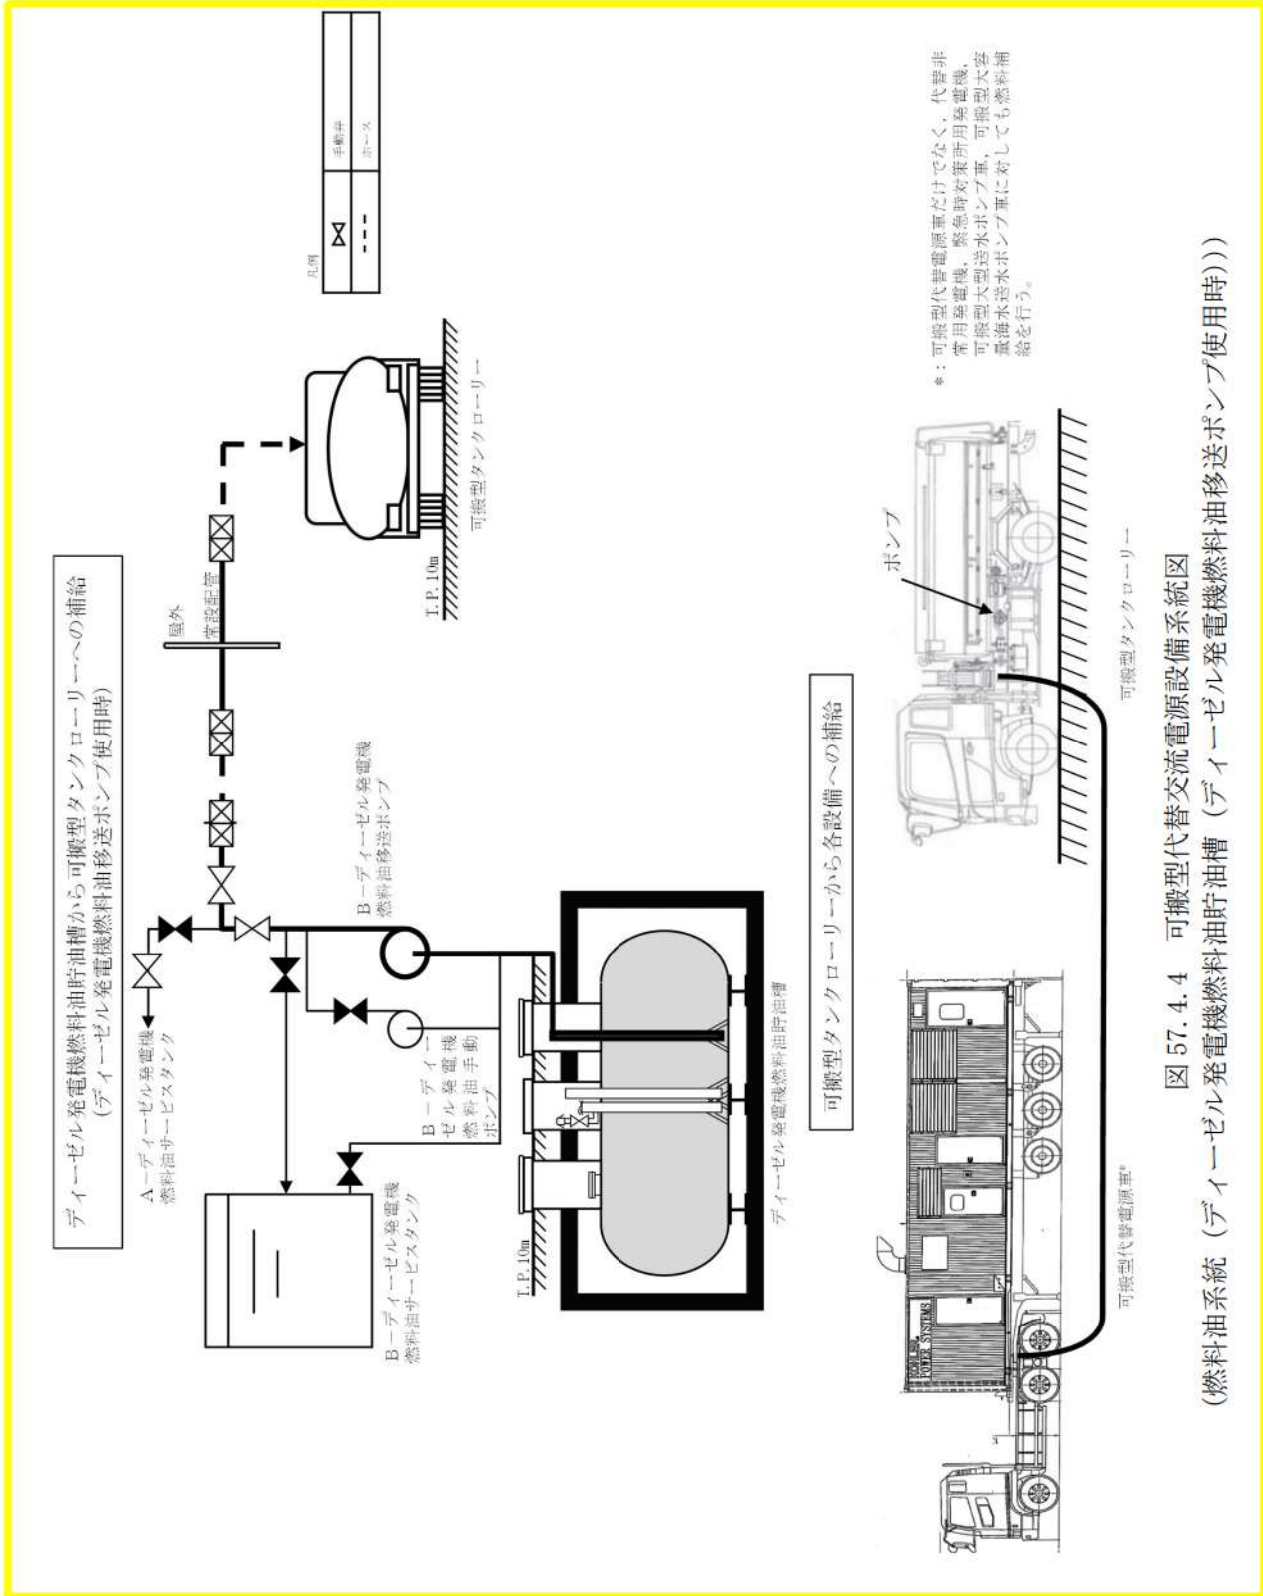 ディーゼル発電機燃料油貯油槽から可搬型タンクローリーへの補給
(ディーゼル発電機燃料油移送ポンプ使用時)
凡例
手動弁
ホース
A－ディーゼル発電機
燃料油サービスタンク
屋外
常設配管
T.P.10m
可搬型タンクローリー
B－ディーゼル発電機
燃料油移送ポンプ
B－ディー
ゼル発電機
燃料油手動
ポンプ
B－ディーゼル発電機
燃料油サービスタンク
T.P.10m
ディーゼル発電機燃料油貯油槽
可搬型タンクローリーから各設備への補給
*：可搬型代替電源車だけでなく，代替非
常用発電機，緊急時対策所用発電機，
可搬型大型送水ポンプ車，可搬型大容
量海水送水ポンプ車に対しても燃料補
給を行う。
ポンプ
POWER SYSTEMS
可搬型代替電源車*
可搬型タンクローリー
図 57.4.4 可搬型代替交流電源設備系統図
(燃料油系統 (ディーゼル発電機燃料油貯油槽 (ディーゼル発電機燃料油移送ポンプ使用時)))